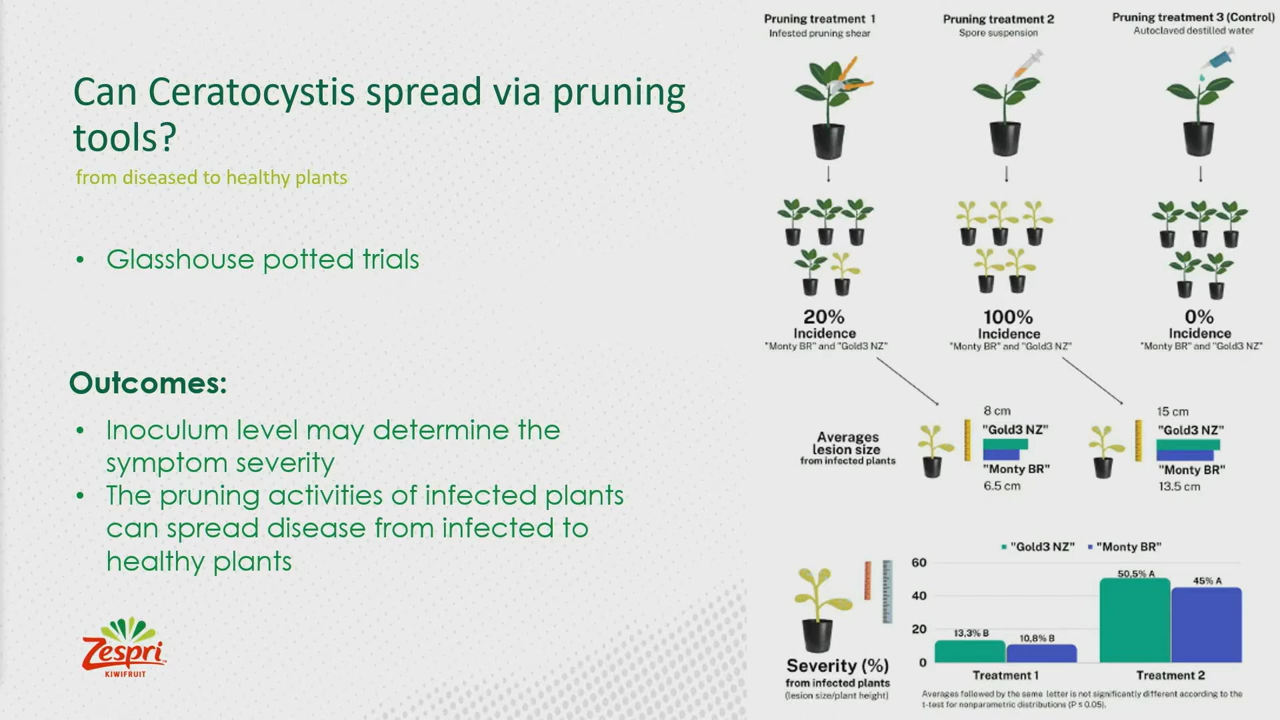 Can Ceratocystis spread via pruning
tools?
from diseased to healthy plants
• Glasshouse potted trials
Outcomes:
• Inoculum level may determine the
symptom severity
• The pruning activities of infected plants
can spread disease from infected to
healthy plants
Zespri
KIWIFRUIT
Pruning treatment 1
Infested pruning shear
Pruning treatment 2
Spore suspension
Pruning treatment 3 (Control)
Autoclaved destilled water
20%
Incidence
"Monty BR" and "Gold3 NZ"
100%
Incidence
"Monty BR" and "Gold3 NZ"
0%
Incidence
"Monty BR" and "Gold3 NZ"
Averages
lesion size
from infected plants
8 cm
"Gold3 NZ"
"Monty BR"
6.5 cm
15 cm
"Gold3 NZ"
"Monty BR"
13.5 cm
Severity (%)
from infected plants
(lesion size/plant height)
"Gold3 NZ" "Monty BR"
60
40
20
0
13,3% B
10,8% B
50,5% A
45% A
Treatment 1
Treatment 2
Averages followed by the same letter is not significantly different according to the
t-test for nonparametric distributions (P ≤ 0.05).